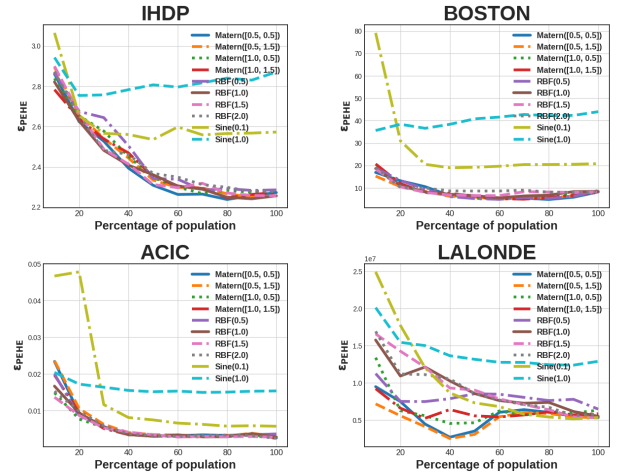 IHDP
3.0
2.8
2.6
2.4
2.2
20 40 60 80 100
εPEHE
Percentage of population
Matern([0.5, 0.5])
Matern([0.5, 1.5])
Matern([1.0, 0.5])
Matern([1.0, 1.5])
RBF(0.5)
RBF(1.0)
RBF(1.5)
RBF(2.0)
Sine(0.1)
Sine(1.0)
BOSTON
80
70
60
50
40
30
20
10
20 40 60 80 100
εPEHE
Percentage of population
Matern([0.5, 0.5])
Matern([0.5, 1.5])
Matern([1.0, 0.5])
Matern([1.0, 1.5])
RBF(0.5)
RBF(1.0)
RBF(1.5)
RBF(2.0)
Sine(0.1)
Sine(1.0)
ACIC
0.05
0.04
0.03
0.02
0.01
20 40 60 80 100
εPEHE
Percentage of population
Matern([0.5, 0.5])
Matern([0.5, 1.5])
Matern([1.0, 0.5])
Matern([1.0, 1.5])
RBF(0.5)
RBF(1.0)
RBF(1.5)
RBF(2.0)
Sine(0.1)
Sine(1.0)
LALONDE
1e7
2.5
2.0
1.5
1.0
0.5
20 40 60 80 100
εPEHE
Percentage of population
Matern([0.5, 0.5])
Matern([0.5, 1.5])
Matern([1.0, 0.5])
Matern([1.0, 1.5])
RBF(0.5)
RBF(1.0)
RBF(1.5)
RBF(2.0)
Sine(0.1)
Sine(1.0)